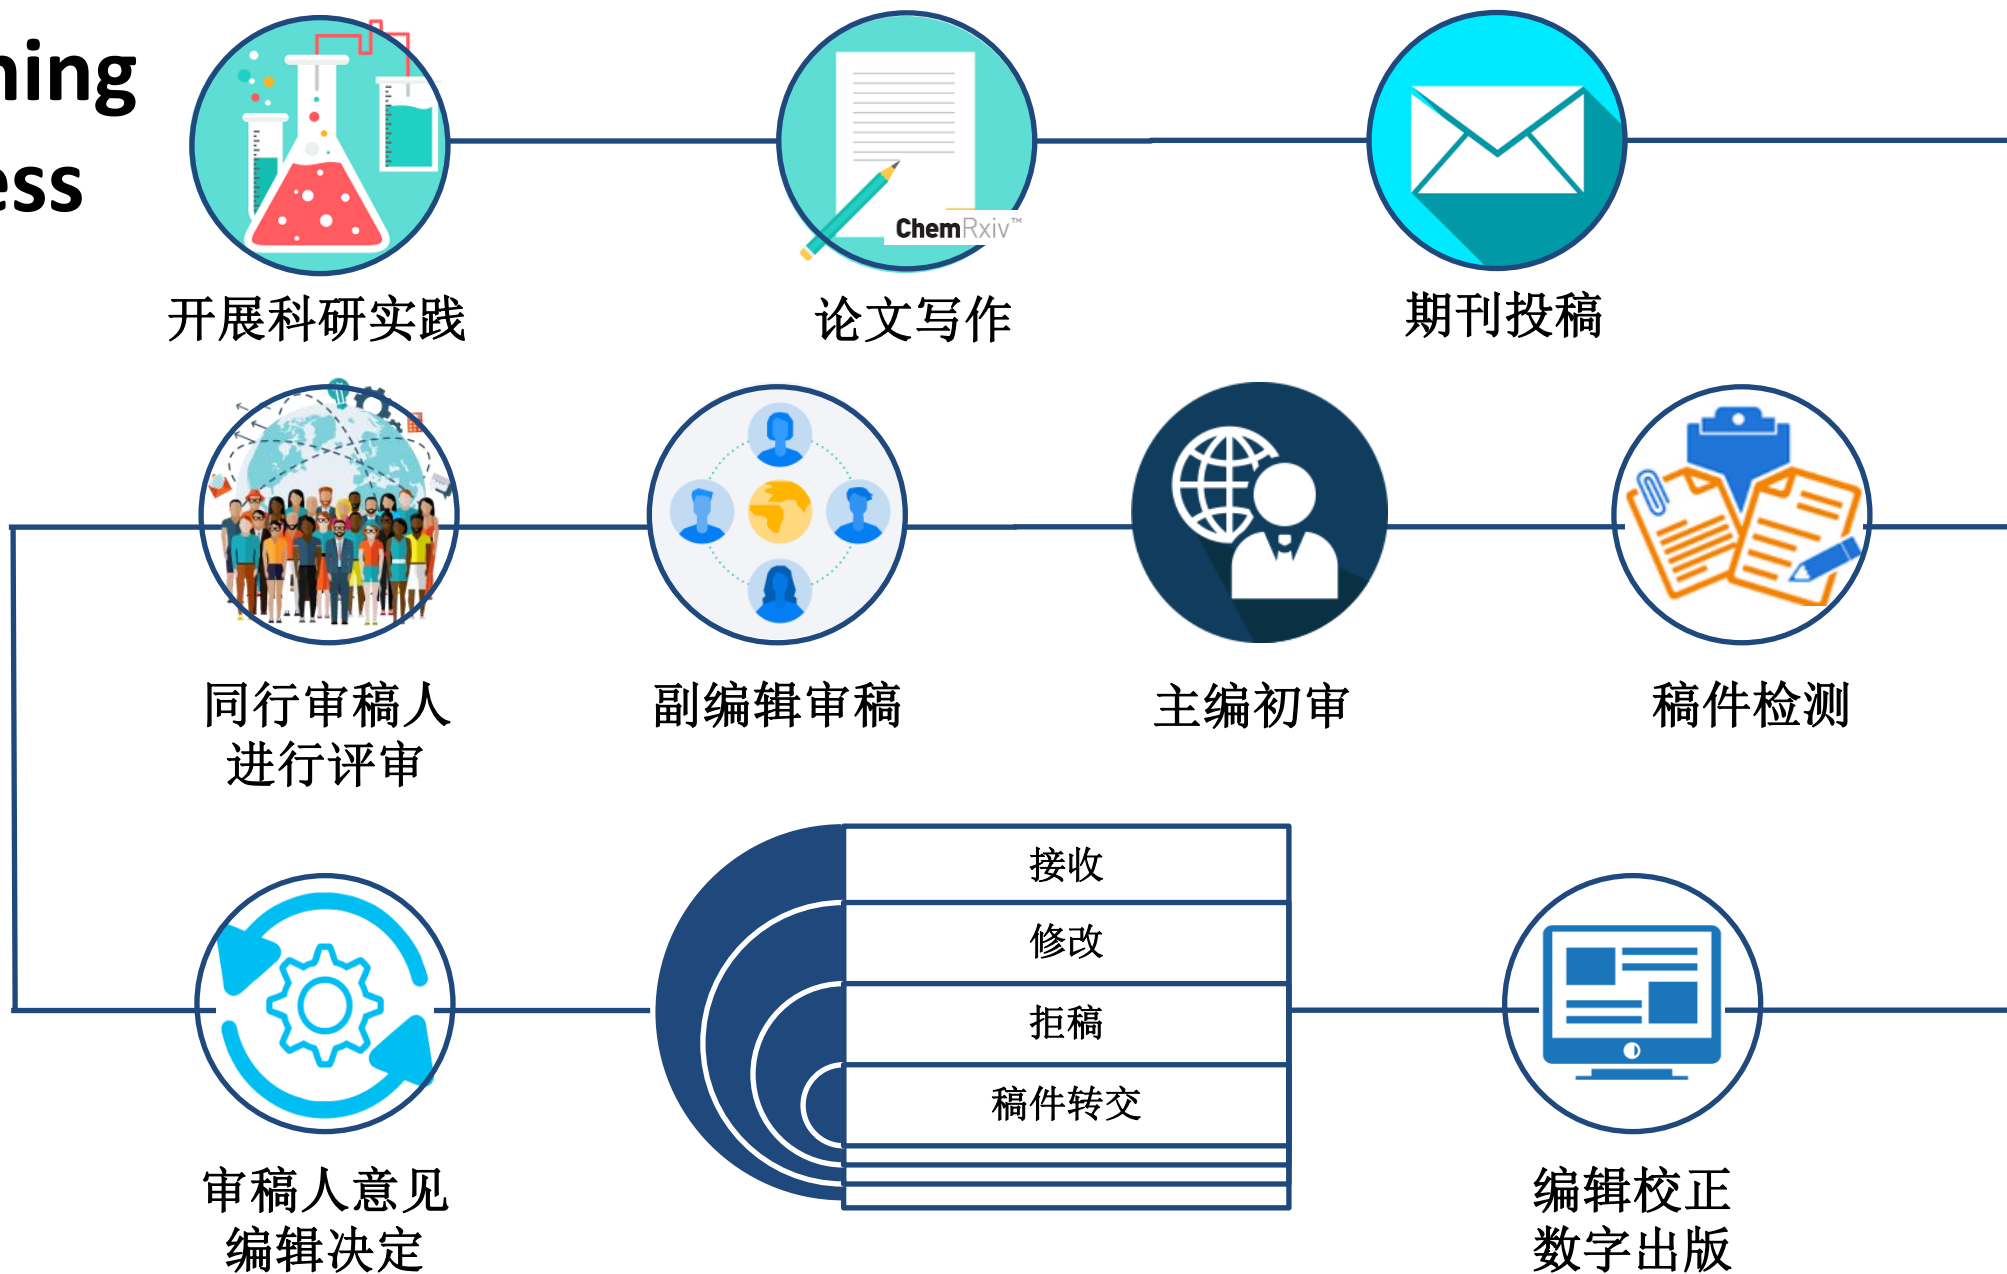 ning
ess
ChemRxiv™
开展科研实践
论文写作
期刊投稿
同行审稿人
进行评审
副编辑审稿
主编初审
稿件检测
接收
修改
拒稿
稿件转交
审稿人意见
编辑决定
编辑校正
数字出版